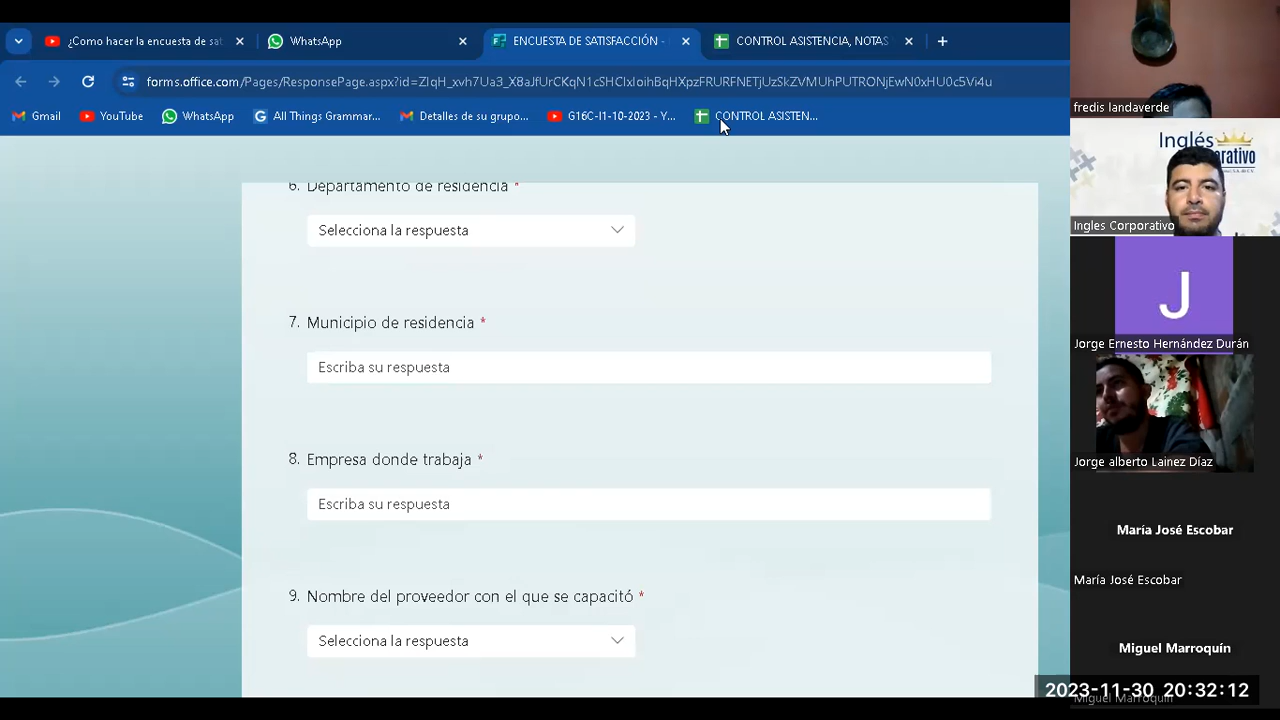 ¿Como hacer la encuesta de sat
WhatsApp
ENCUESTA DE SATISFACCIÓN -
CONTROL ASISTENCIA, NOTAS
forms.office.com/Pages/ResponsePage.aspx?id=ZIqH_xvh7Ua3_X8aJfUrCKqN1cSHCIxIoihBqHXpzFRURFNETjUzSkZVMUhPUTRONjEwN0xHU0c5Vi4u
Gmail
YouTube
WhatsApp
All Things Grammar...
Detalles de su grupo...
G16C-I1-10-2023 - Y...
CONTROL ASISTEN...
6. Departamento de residencia *
Selecciona la respuesta
7. Municipio de residencia *
Escriba su respuesta
8. Empresa donde trabaja *
Escriba su respuesta
9. Nombre del proveedor con el que se capacitó *
Selecciona la respuesta
fredis landaverde
Inglés
Ingles Corporativo
J
Jorge Ernesto Hernández Durán
Jorge alberto Lainez Díaz
María José Escobar
María José Escobar
Miguel Marroquín
2023-11-30 20:32:12
Miguel Marroquín